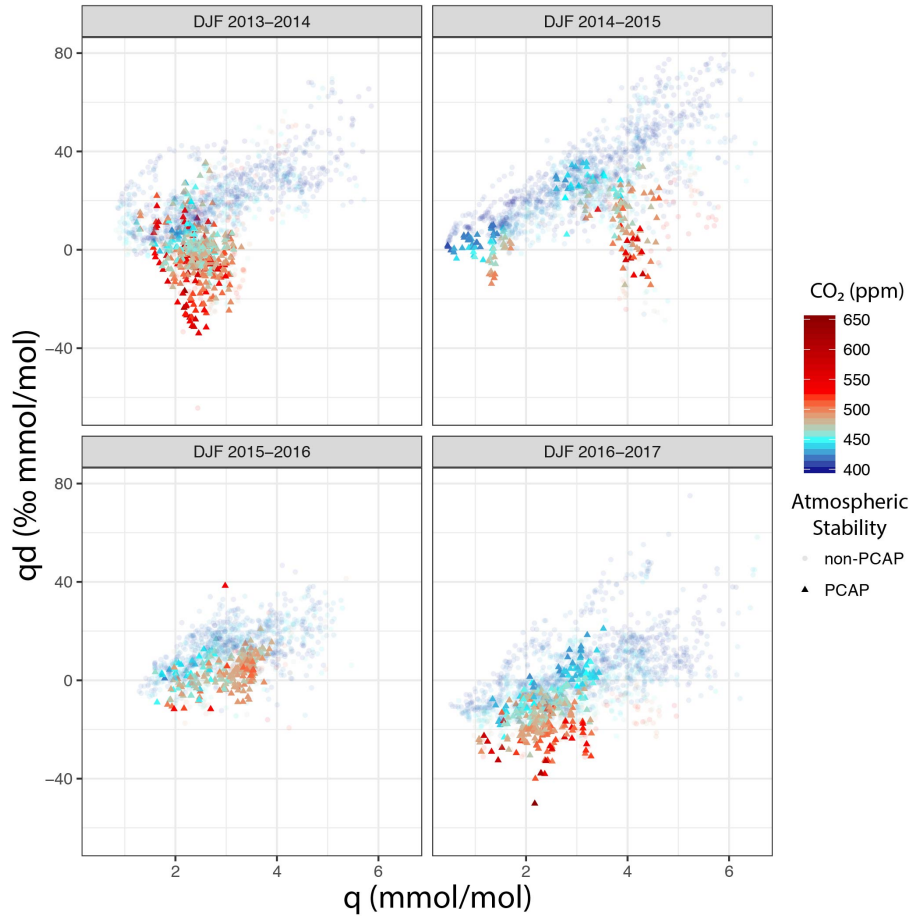 DJF 2013−2014
DJF 2014−2015
80
40
0
−40
DJF 2015−2016
DJF 2016−2017
80
40
0
−40
2
4
6
2
4
6
qd (‰ mmol/mol)
q (mmol/mol)
CO₂ (ppm)
650
600
550
500
450
400
Atmospheric
Stability
non-PCAP
PCAP